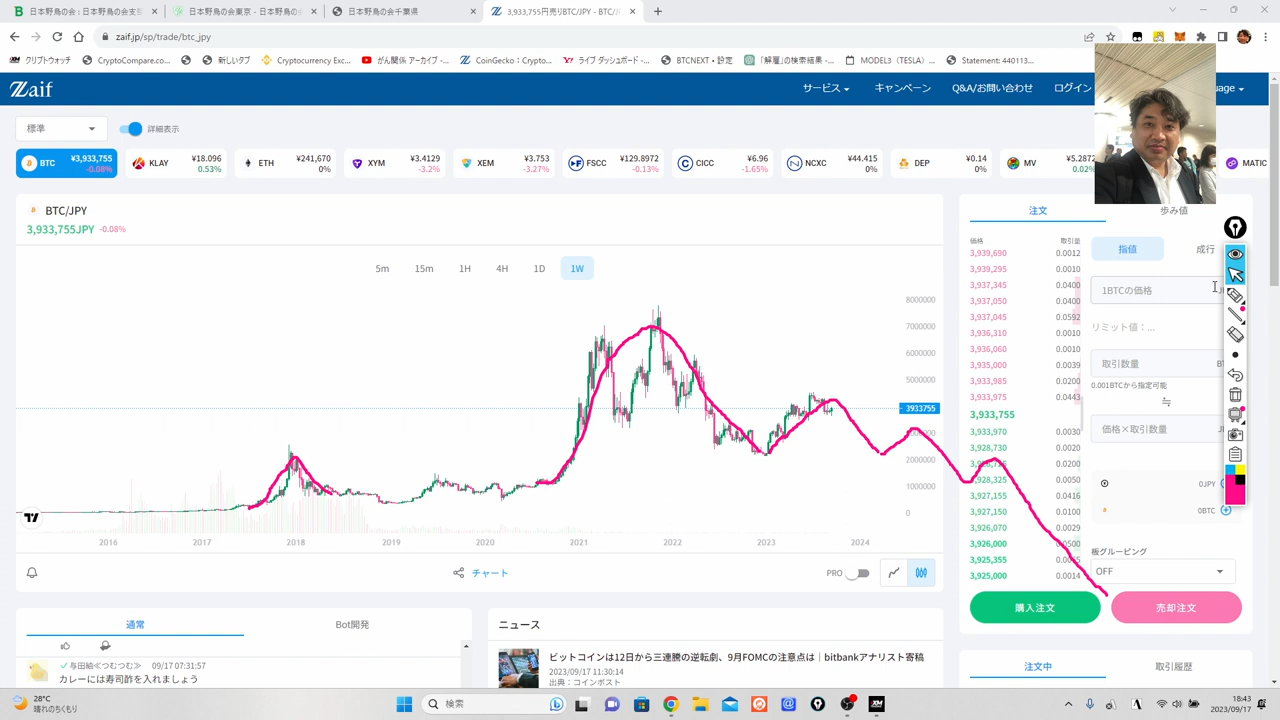 日本野鳥の会 : 日本野鳥の会支部
日本野鳥の会東京 - 日本野鳥の
日本野鳥の会千葉県
3,933,755円売りBTC/JPY - BTC/JP
zaif.jp/sp/trade/btc_jpy
クリプトウォッチ
CryptoCompare.co...
新しいタブ
Cryptocurrency Exc...
がん関係 アーカイブ -...
CoinGecko : Crypto...
ライブ ダッシュボード -...
BTCNEXT • 設定
「解雇」の検索結果 -...
MODEL3（TESLA）...
Statement: 440113...
Zaif
サービス
キャンペーン
Q&A/お問い合わせ
ログイン
uage
標準
詳細表示
BTC ¥3,933,755 -0.08%
KLAY ¥18.096 0.53%
ETH ¥241,670 0%
XYM ¥3.4129 -3.2%
XEM ¥3.753 -3.27%
FSCC ¥129.8972 -0.13%
CICC ¥6.96 -1.65%
NCXC ¥44.415 0%
DEP ¥0.14 0%
MV ¥5.2872 0.02%
MATIC
BTC/JPY
3,933,755JPY -0.08%
5m 15m 1H 4H 1D 1W
8000000
7000000
6000000
5000000
3933755
2000000
1000000
0
2016 2017 2018 2019 2020 2021 2022 2023 2024
チャート
PRO
注文
歩み値
価格 取引量
3,939,690 0.0012
3,939,295 0.0010
3,937,345 0.0400
3,937,050 0.0400
3,937,045 0.0592
3,936,310 0.0010
3,936,060 0.0010
3,935,000 0.0039
3,933,985 0.0200
3,933,975 0.0443
3,933,755
3,933,970 0.0030
3,928,730 0.0020
0.0200
3,928,325 0.0050
3,927,155 0.0416
3,927,150 0.0100
3,926,070 0.0029
3,926,000 0.0500
3,925,355
3,925,000 0.0014
指値
成行
1BTCの価格
リミット値：...
取引数量
0.001BTCから指定可能
価格×取引数量
0JPY
0BTC
板グルーピング
OFF
購入注文
売却注文
通常
Bot開発
与田紬≪つむつむ≫ 09/17 07:31:57
カレーには寿司酢を入れましょう
ニュース
ビットコインは12日から三連騰の逆転劇、9月FOMCの注意点は｜bitbankアナリスト寄稿
2023/09/17 11:30:14
出典：コインポスト
注文中
取引履歴
28°C
晴れのちくもり
検索
A
18:43
2023/09/17